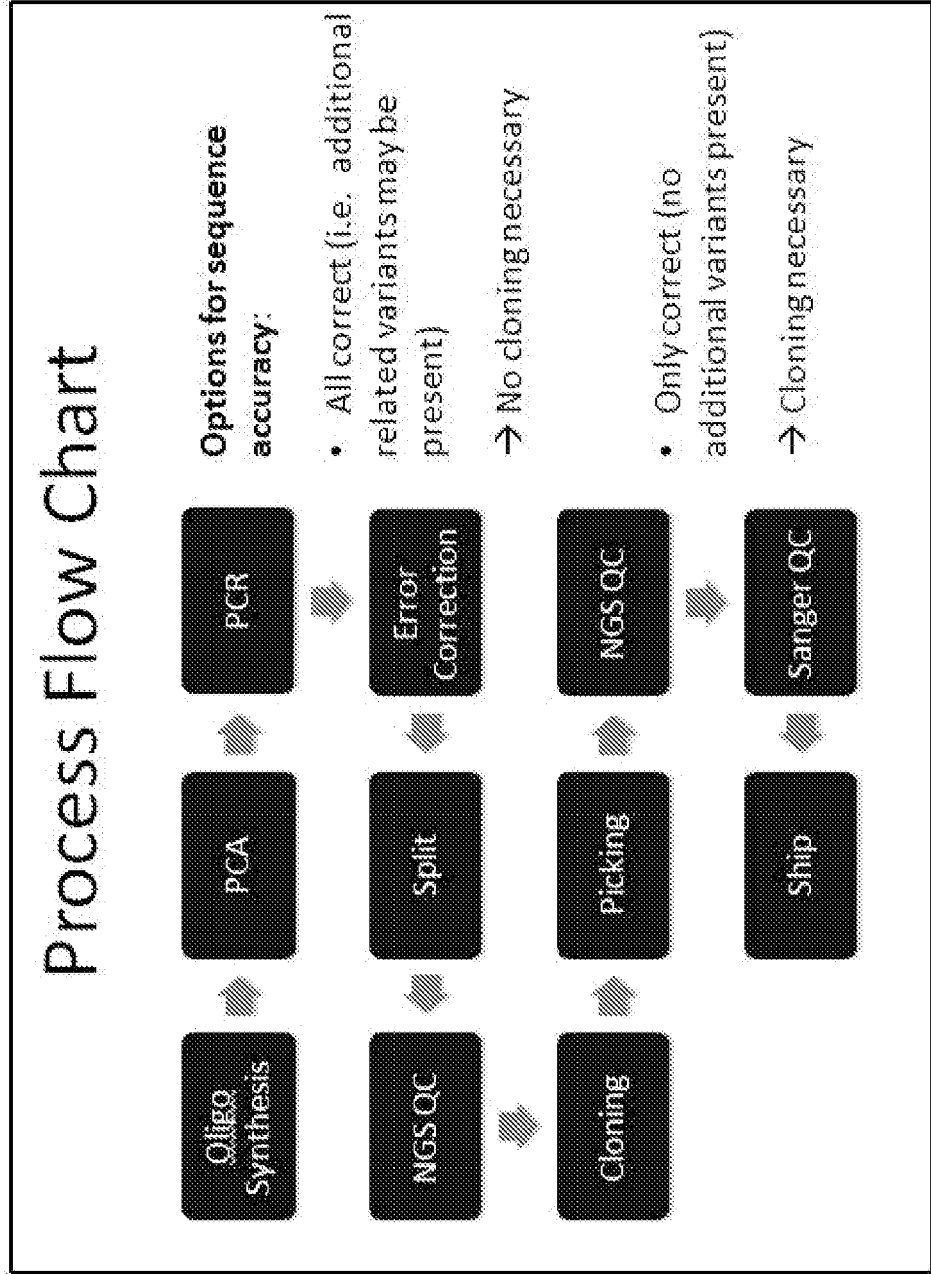 Process Flow Chart
Oligo
Synthesis
PCA
PCR
Error
Correction
Split
NGS QC
Cloning
Picking
NGS QC
Sanger QC
Ship
Options for sequence
accuracy:
• All correct (i.e. additional
related variants may be
present)
→ No cloning necessary
• Only correct (no
additional variants present)
→ Cloning necessary